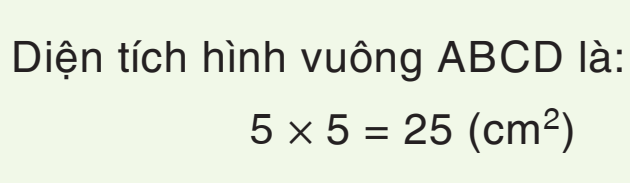 Diện tích hình vuông ABCD là:
5 × 5 = 25 (cm²)